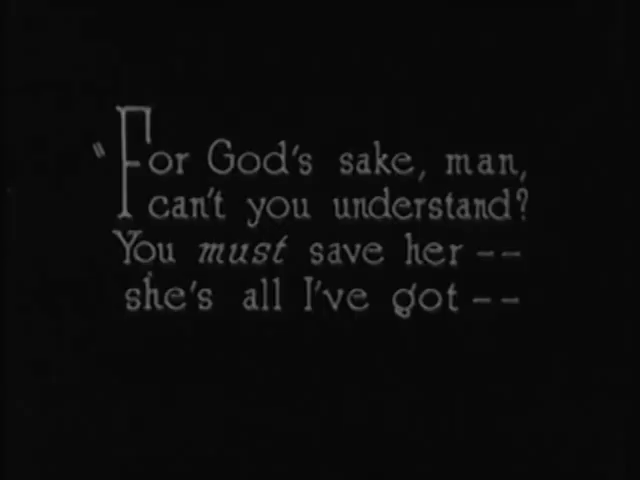 "For God's sake, man,
can't you understand?
You must save her --
she's all I've got --